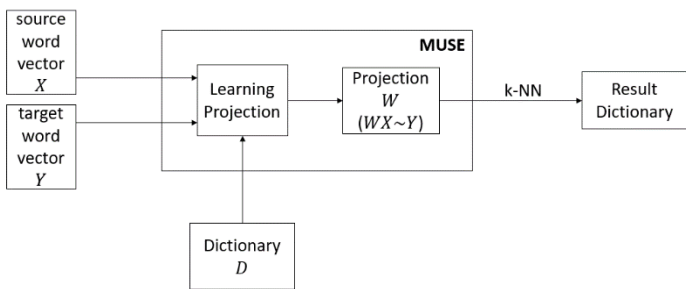 source
word
vector
X
target
word
vector
Y
MUSE
Learning
Projection
Projection
W
(WX~Y)
k-NN
Result
Dictionary
Dictionary
D